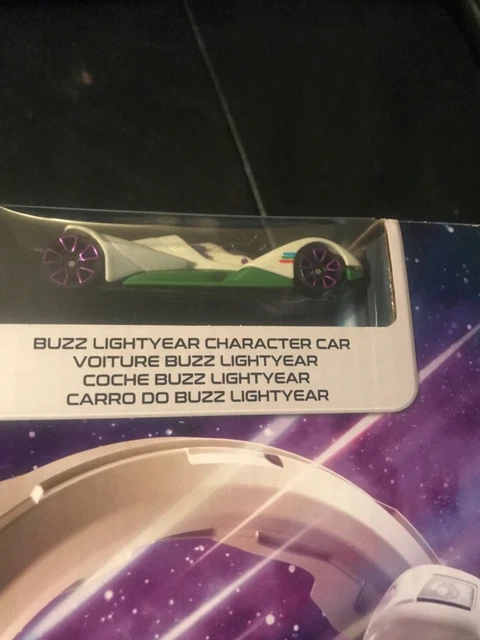 BUZZ LIGHTYEAR CHARACTER CAR
VOITURE BUZZ LIGHTYEAR
COCHE BUZZ LIGHTYEAR
CARRO DO BUZZ LIGHTYEAR